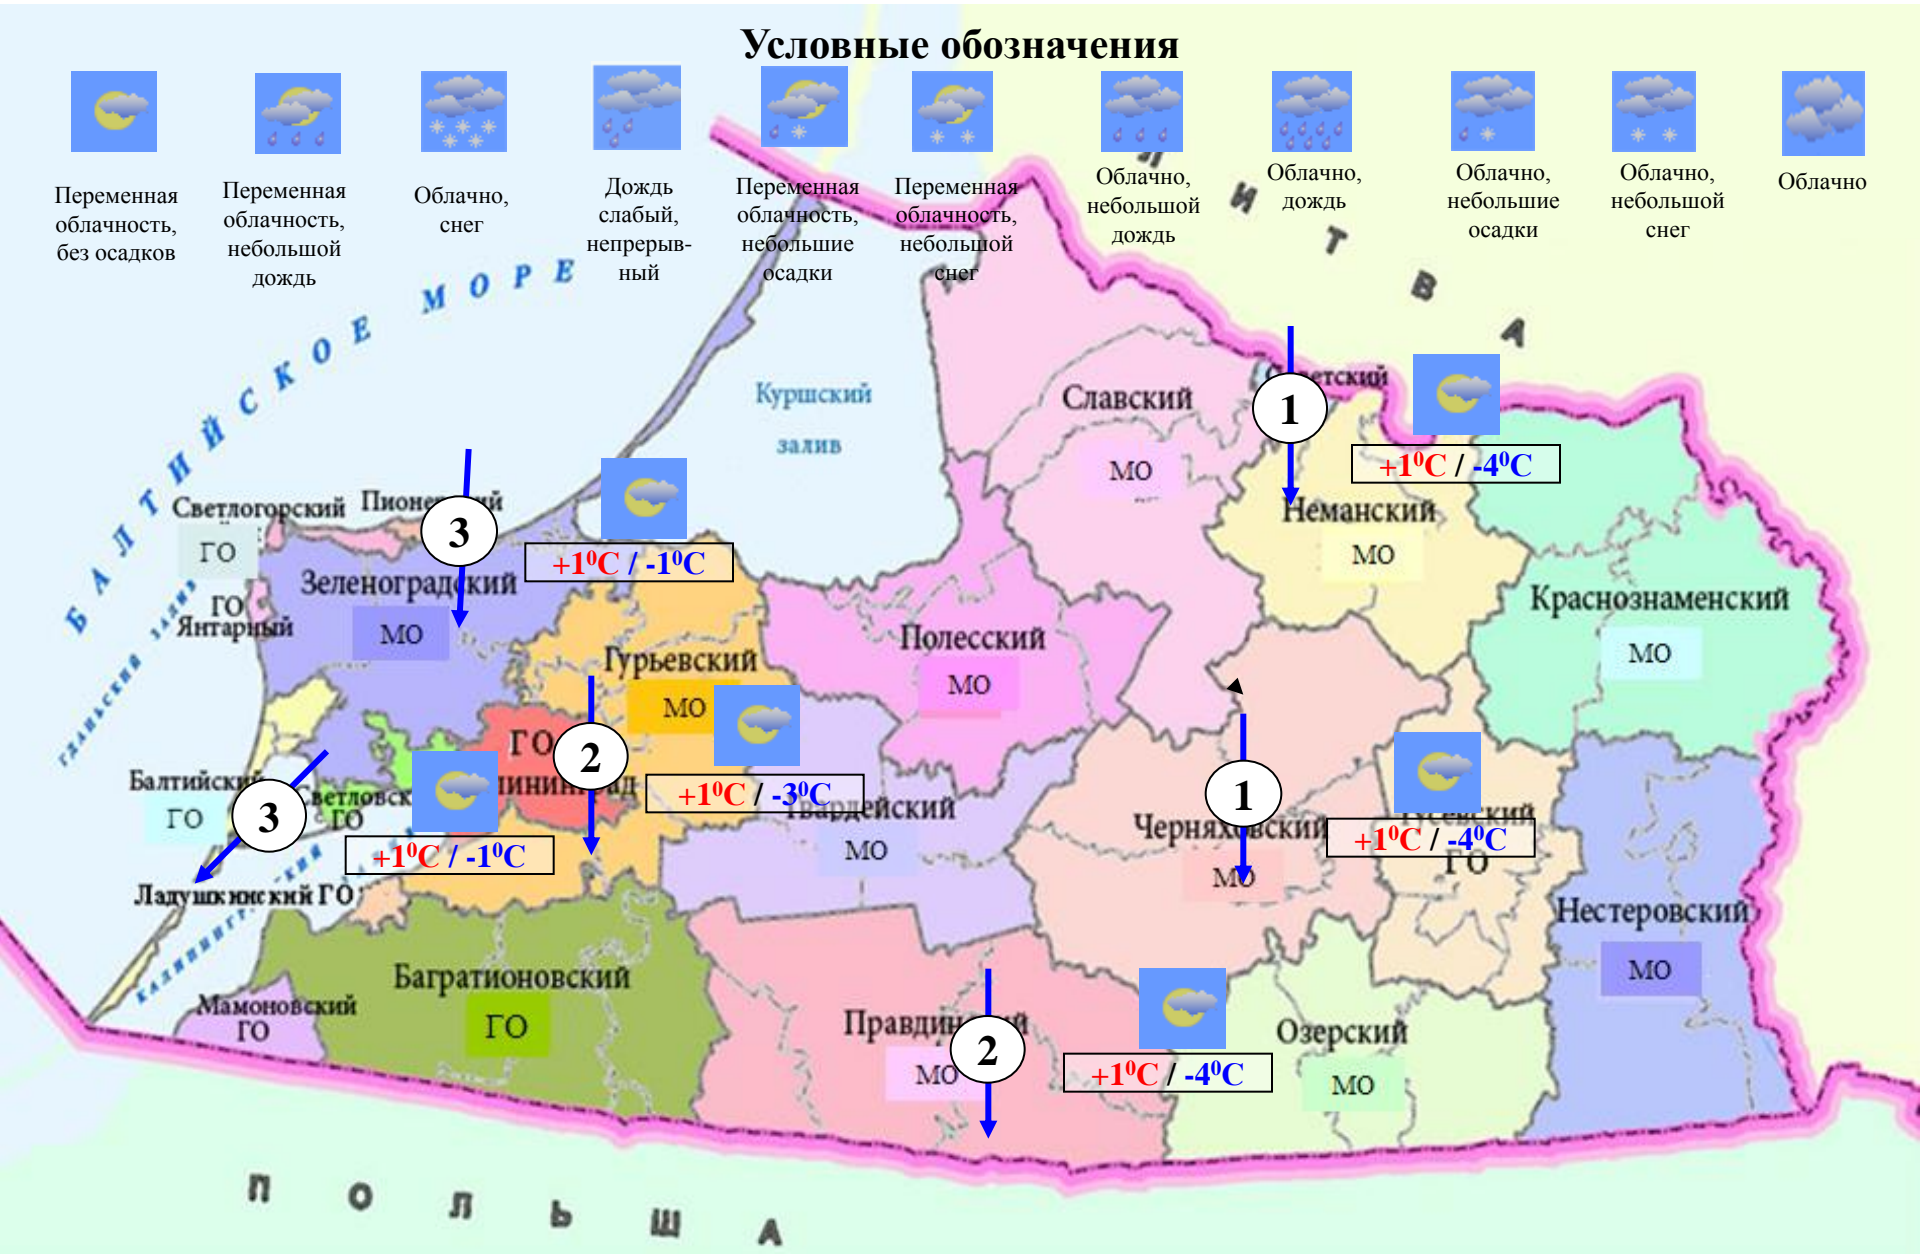 Условные обозначения
Переменная
облачность,
без осадков
Переменная
облачность,
небольшой
дождь
Облачно,
снег
Дождь
слабый,
непрерыв-
ный
Переменная
облачность,
небольшие
осадки
Переменная
облачность,
небольшой
снег
Облачно,
небольшой
дождь
Облачно,
дождь
Облачно,
небольшие
осадки
Облачно,
небольшой
снег
Облачно
БАЛТИЙСКОЕ МОРЕ
ЛИТВА
Куршский
залив
Славский
МО
1
+1⁰C / -4⁰C
Неманский
МО
Светлогорский
ГО
3
+1⁰C / -1⁰C
Зеленоградский
МО
ГО
Янтарный
Краснознаменский
МО
Полесский
МО
Гурьевский
МО
ГО
2
+1⁰C / -3⁰C
Балтийский
ГО
3
ГО
+1⁰C / -1⁰C
Ладушкинский ГО
МО
1
Черняховский
МО
+1⁰C / -4⁰C
ГО
Нестеровский
МО
Багратионовский
ГО
Мамоновский
ГО
МО
2
+1⁰C / -4⁰C
Озерский
МО
ПОЛЬША